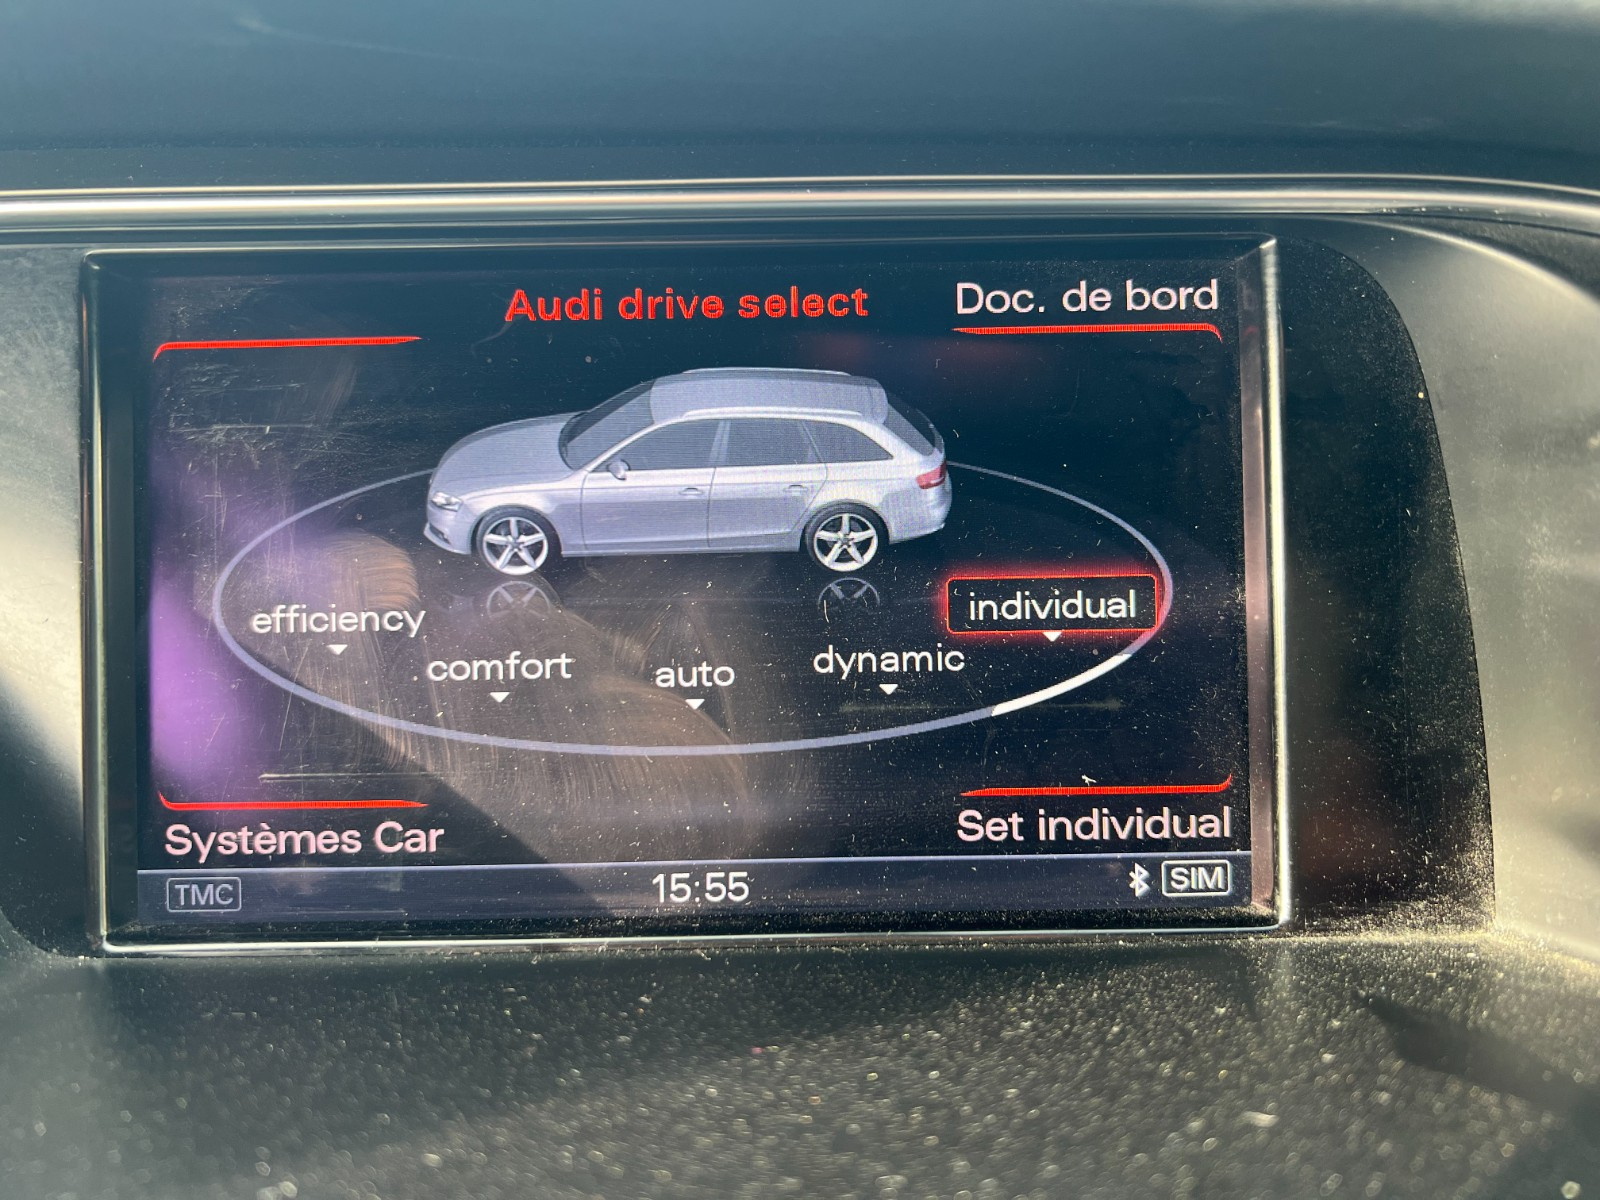 Audi drive select
Doc. de bord
efficiency
comfort
auto
dynamic
individual
Systèmes Car
Set individual
TMC
15:55
SIM